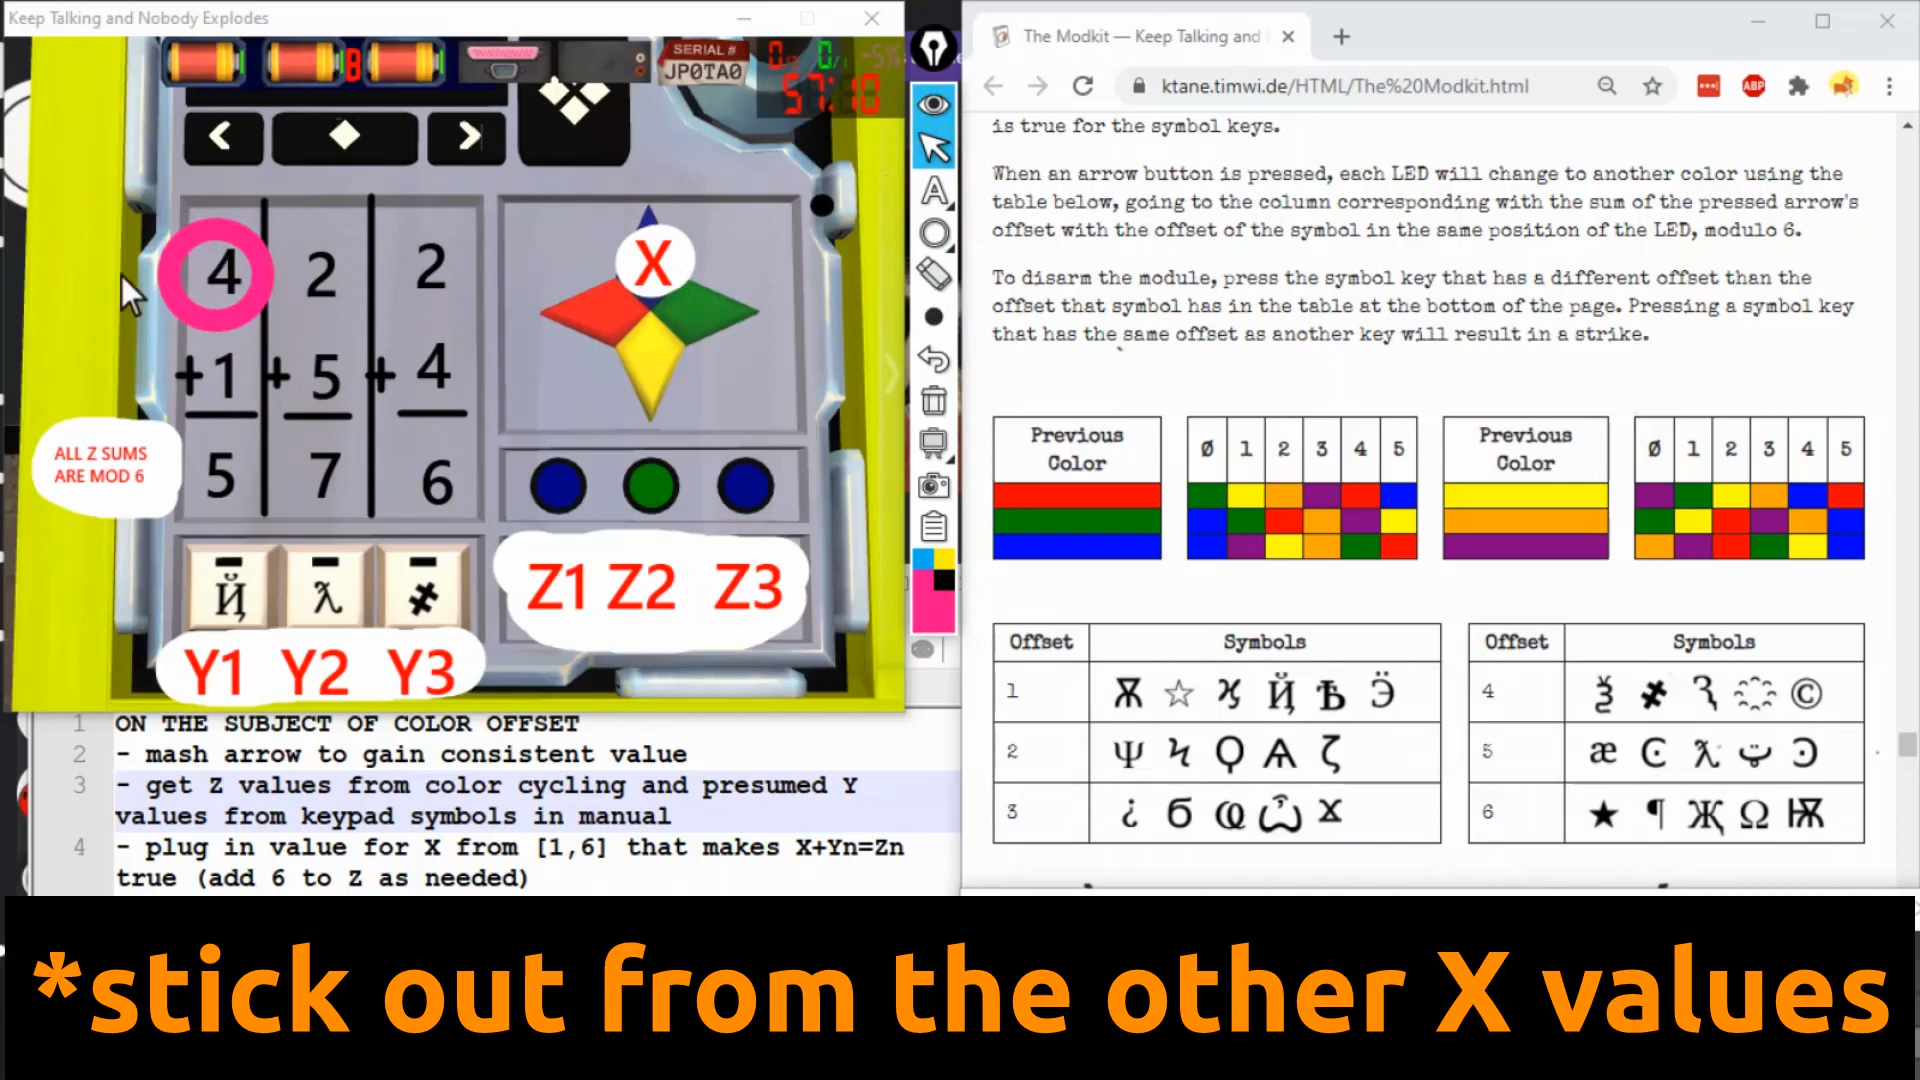 Keep Talking and Nobody Explodes
8
SERIAL #
JP0TA0
-5%
57:10
X
4 2 2
+1 +5 +4
5 7 6
ALL Z SUMS
ARE MOD 6
Й ƛ
Y1 Y2 Y3
Z1 Z2 Z3
1 ON THE SUBJECT OF COLOR OFFSET
2 - mash arrow to gain consistent value
3 - get Z values from color cycling and presumed Y
values from keypad symbols in manual
4 - plug in value for X from [1,6] that makes X+Yn=Zn
true (add 6 to Z as needed)
The Modkit — Keep Talking and
ktane.timwi.de/HTML/The%20Modkit.html
ABP
is true for the symbol keys.
When an arrow button is pressed, each LED will change to another color using the
table below, going to the column corresponding with the sum of the pressed arrow's
offset with the offset of the symbol in the same position of the LED, modulo 6.
To disarm the module, press the symbol key that has a different offset than the
offset that symbol has in the table at the bottom of the page. Pressing a symbol key
that has the same offset as another key will result in a strike.
Previous
Color
0 1 2 3 4 5
Previous
Color
0 1 2 3 4 5
Offset Symbols
1 Ѫ ☆ ϗ Ҋ Ѣ Ӭ
2 Ψ Ϟ Ϙ Ѧ ζ
3 ¿ б Ҩ Ѽ
Offset Symbols
4 Ѯ ҂ ©
5 æ Ͼ ƛ ټ Ͽ
6 ★ ¶ Җ Ω Ѭ
*stick out from the other X values